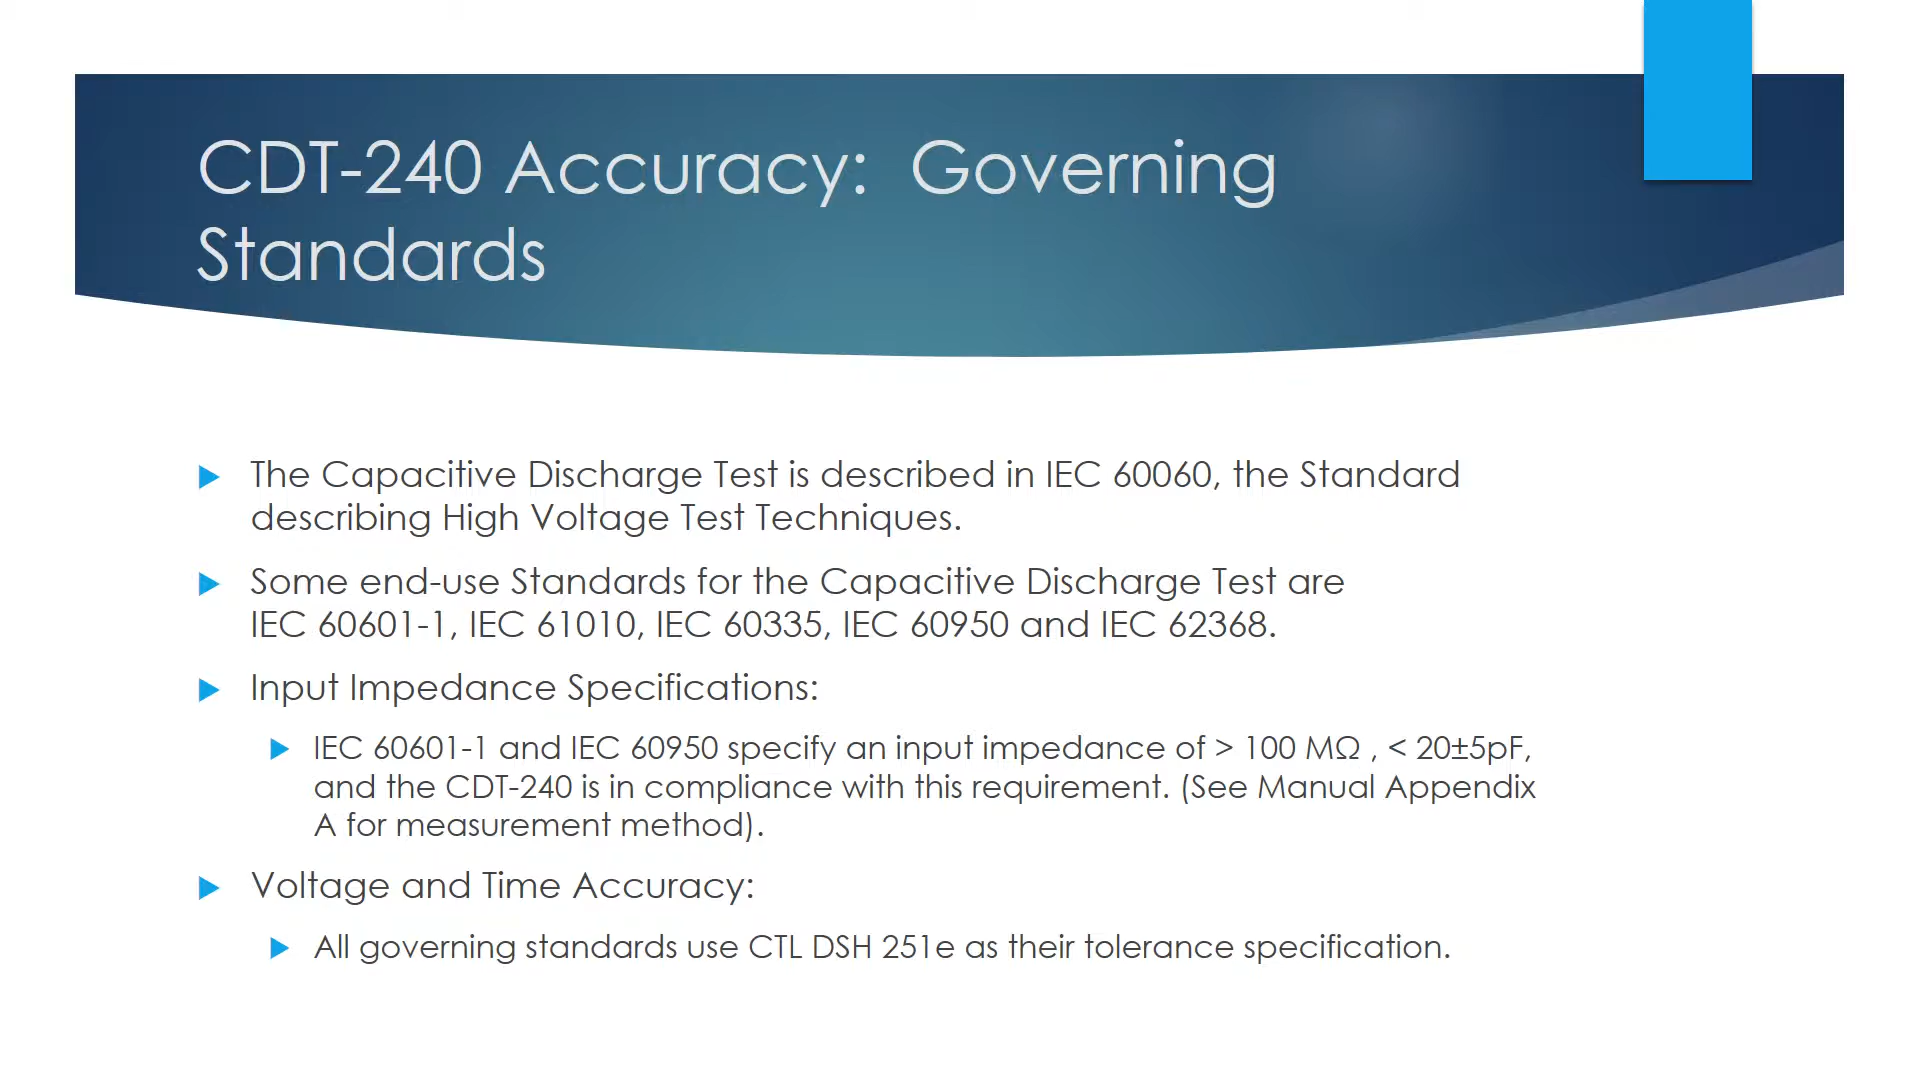 CDT-240 Accuracy:  Governing
Standards
The Capacitive Discharge Test is described in IEC 60060, the Standard
describing High Voltage Test Techniques.
Some end-use Standards for the Capacitive Discharge Test are
IEC 60601-1, IEC 61010, IEC 60335, IEC 60950 and IEC 62368.
Input Impedance Specifications:
IEC 60601-1 and IEC 60950 specify an input impedance of > 100 MΩ , < 20±5pF,
and the CDT-240 is in compliance with this requirement. (See Manual Appendix
A for measurement method).
Voltage and Time Accuracy:
All governing standards use CTL DSH 251e as their tolerance specification.